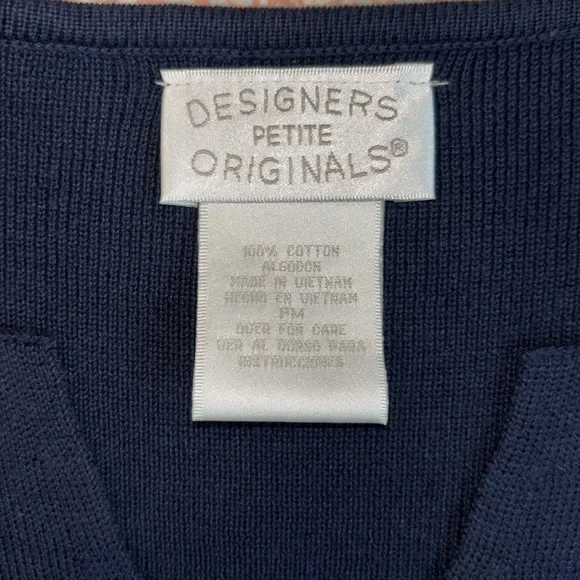 DESIGNERS
PETITE
ORIGINALS®
100% COTTON
ALGODON
MADE IN VIETNAM
HECHO EN VIETNAM
PM
OVER FOR CARE
VER AL DORSO PARA
INSTRUCCIONES